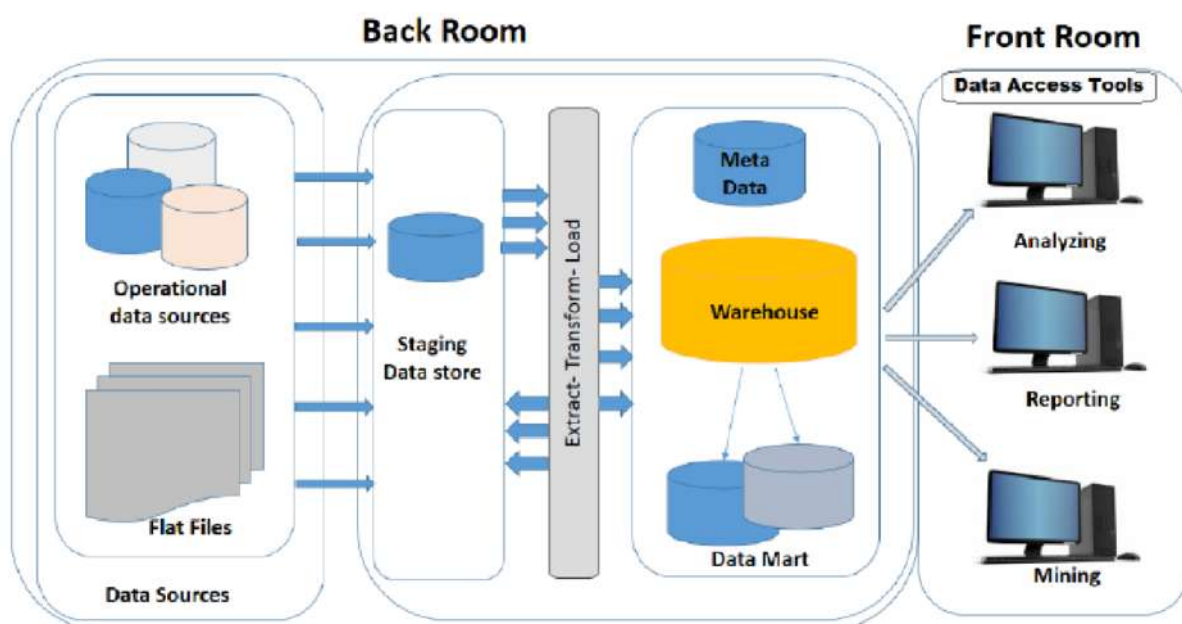 Back Room
Front Room
Data Access Tools
Operational
data sources
Flat Files
Data Sources
Staging
Data store
Extract- Transform- Load
Meta
Data
Warehouse
Data Mart
Analyzing
Reporting
Mining